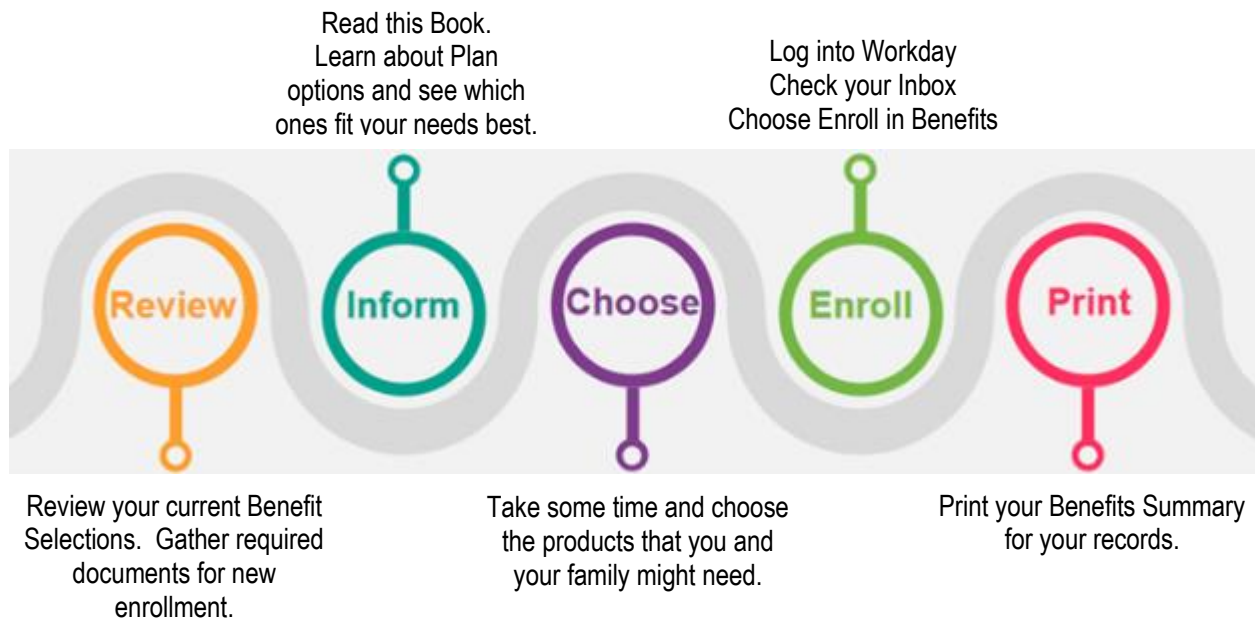 Read this Book.
Learn about Plan
options and see which
ones fit your needs best.
Log into Workday
Check your Inbox
Choose Enroll in Benefits
Review
Inform
Choose
Enroll
Print
Review your current Benefit
Selections. Gather required
documents for new
enrollment.
Take some time and choose
the products that you and
your family might need.
Print your Benefits Summary
for your records.